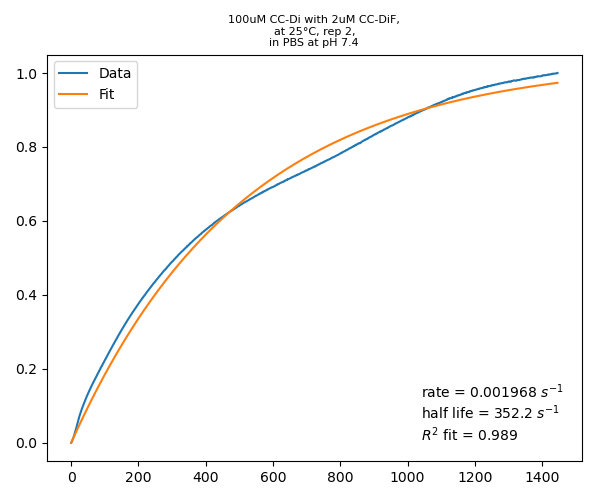 100uM CC-Di with 2uM CC-DiF,
at 25°C, rep 2,
in PBS at pH 7.4
Data
Fit
1.0
0.8
0.6
0.4
0.2
0.0
rate = 0.001968 s⁻¹
half life = 352.2 s⁻¹
R² fit = 0.989
0 200 400 600 800 1000 1200 1400